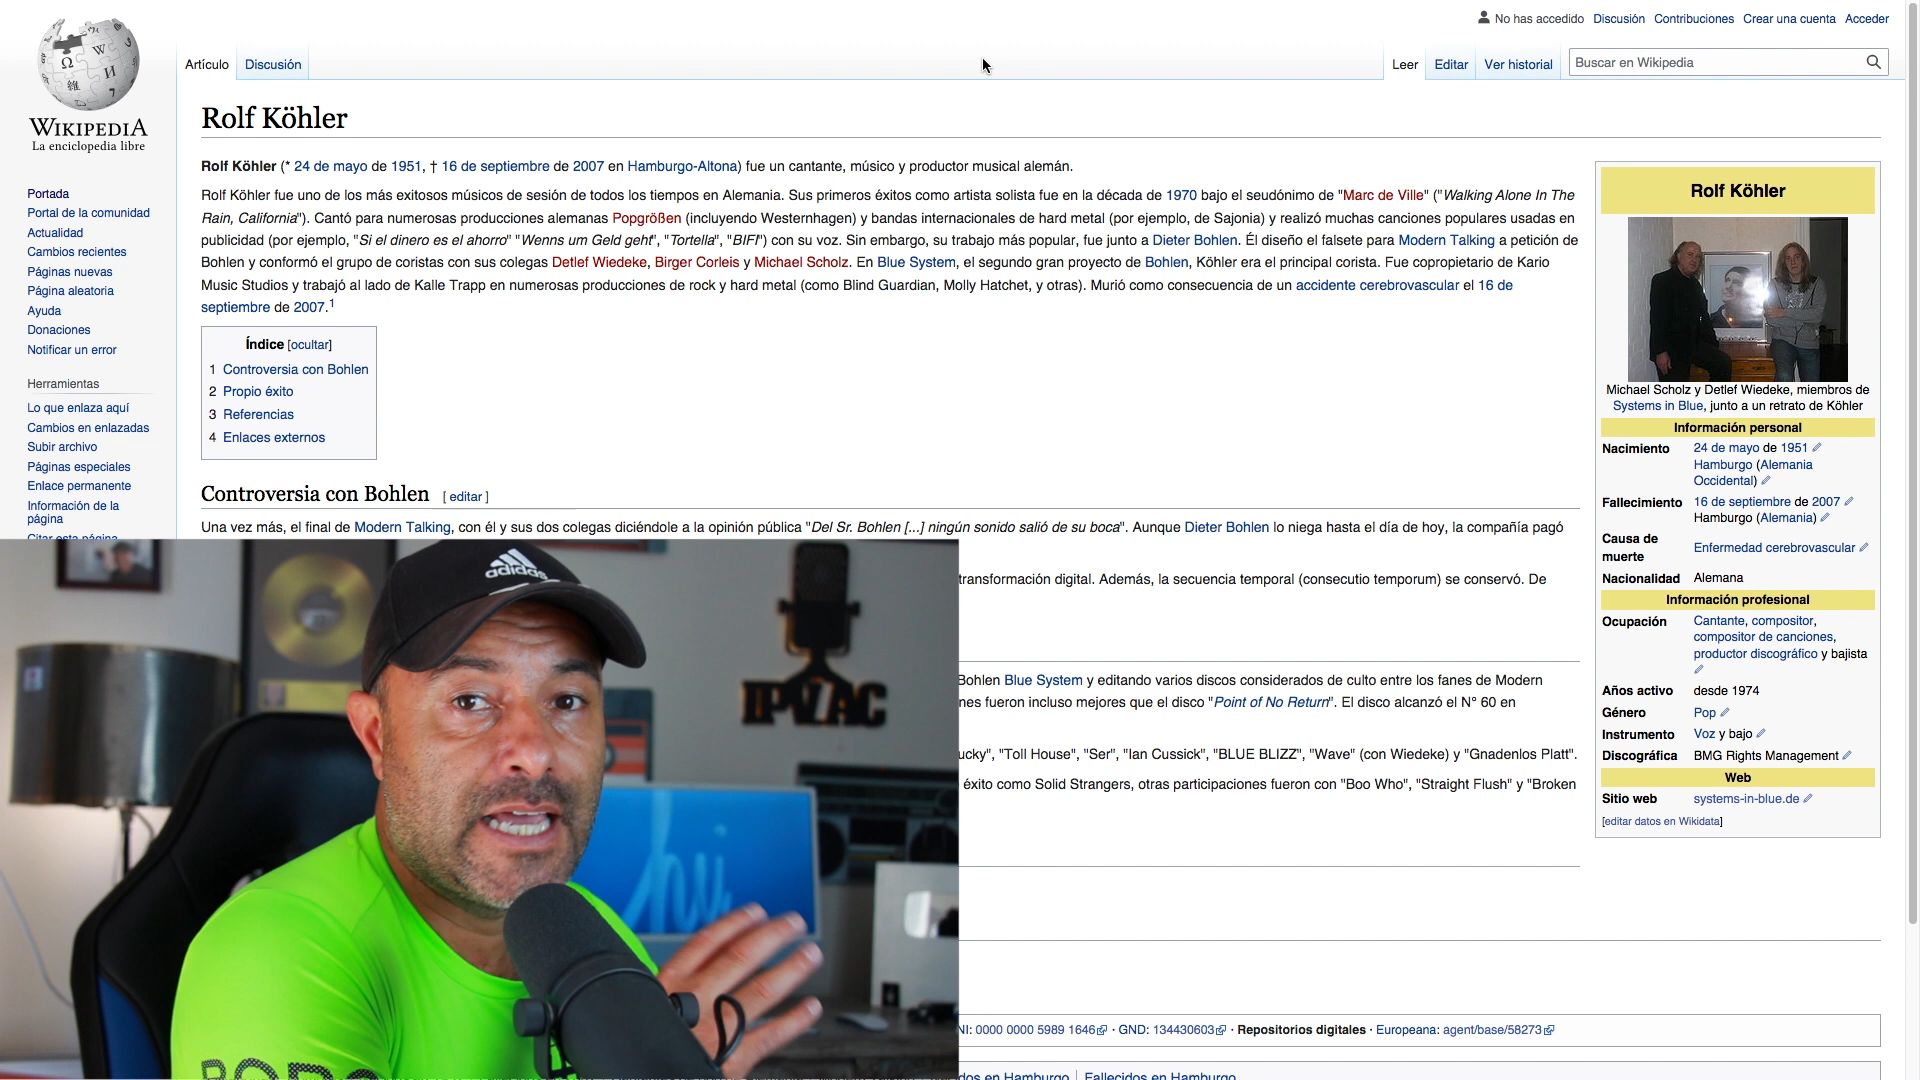 No has accedido Discusión Contribuciones Crear una cuenta Acceder
WIKIPEDIA
La enciclopedia libre
Artículo Discusión Leer Editar Ver historial Buscar en Wikipedia
Portada
Portal de la comunidad
Actualidad
Cambios recientes
Páginas nuevas
Página aleatoria
Ayuda
Donaciones
Notificar un error
Herramientas
Lo que enlaza aquí
Cambios en enlazadas
Subir archivo
Páginas especiales
Enlace permanente
Información de la
página
Citar esta página
Rolf Köhler
Rolf Köhler (* 24 de mayo de 1951, † 16 de septiembre de 2007 en Hamburgo-Altona) fue un cantante, músico y productor musical alemán.
Rolf Köhler fue uno de los más exitosos músicos de sesión de todos los tiempos en Alemania. Sus primeros éxitos como artista solista fue en la década de 1970 bajo el seudónimo de "Marc de Ville" ("Walking Alone In The
Rain, California"). Cantó para numerosas producciones alemanas Popgrößen (incluyendo Westernhagen) y bandas internacionales de hard metal (por ejemplo, de Sajonia) y realizó muchas canciones populares usadas en
publicidad (por ejemplo, "Si el dinero es el ahorro" "Wenns um Geld geht", "Tortella", "BIFI") con su voz. Sin embargo, su trabajo más popular, fue junto a Dieter Bohlen. Él diseño el falsete para Modern Talking a petición de
Bohlen y conformó el grupo de coristas con sus colegas Detlef Wiedeke, Birger Corleis y Michael Scholz. En Blue System, el segundo gran proyecto de Bohlen, Köhler era el principal corista. Fue copropietario de Kario
Music Studios y trabajó al lado de Kalle Trapp en numerosas producciones de rock y hard metal (como Blind Guardian, Molly Hatchet, y otras). Murió como consecuencia de un accidente cerebrovascular el 16 de
septiembre de 2007.1
Índice [ocultar]
1 Controversia con Bohlen
2 Propio éxito
3 Referencias
4 Enlaces externos
Controversia con Bohlen [ editar ]
Una vez más, el final de Modern Talking, con él y sus dos colegas diciéndole a la opinión pública "Del Sr. Bohlen [...] ningún sonido salió de su boca". Aunque Dieter Bohlen lo niega hasta el día de hoy, la compañía pagó
transformación digital. Además, la secuencia temporal (consecutio temporum) se conservó. De
Bohlen Blue System y editando varios discos considerados de culto entre los fanes de Modern
nes fueron incluso mejores que el disco "Point of No Return". El disco alcanzó el N° 60 en
ucky", "Toll House", "Ser", "Ian Cussick", "BLUE BLIZZ", "Wave" (con Wiedeke) y "Gnadenlos Platt".
éxito como Solid Strangers, otras participaciones fueron con "Boo Who", "Straight Flush" y "Broken
NI: 0000 0000 5989 1646 · GND: 134430603 · Repositorios digitales · Europeana: agent/base/58273
dos en Hamburgo | Fallecidos en Hamburgo
Rolf Köhler
Michael Scholz y Detlef Wiedeke, miembros de
Systems in Blue, junto a un retrato de Köhler
Información personal
Nacimiento 24 de mayo de 1951
Hamburgo (Alemania
Occidental)
Fallecimiento 16 de septiembre de 2007
Hamburgo (Alemania)
Causa de
muerte Enfermedad cerebrovascular
Nacionalidad Alemana
Información profesional
Ocupación Cantante, compositor,
compositor de canciones,
productor discográfico y bajista
Años activo desde 1974
Género Pop
Instrumento Voz y bajo
Discográfica BMG Rights Management
Web
Sitio web systems-in-blue.de
[editar datos en Wikidata]
adidas
IPVZAC
hi